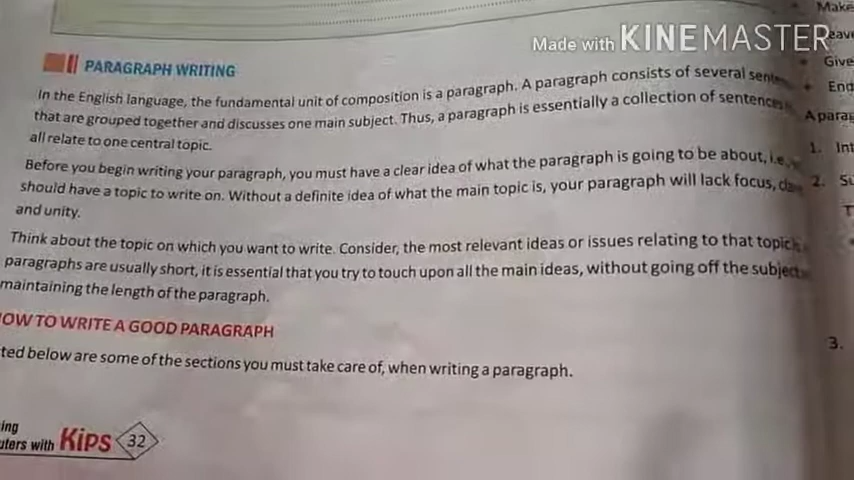 Made with KINEMASTER
PARAGRAPH WRITING
In the English language, the fundamental unit of composition is a paragraph. A paragraph consists of several
that are grouped together and discusses one main subject. Thus, a paragraph is essentially a collection of sentences
all relate to one central topic.
Before you begin writing your paragraph, you must have a clear idea of what the paragraph is going to be about, i.e.,
should have a topic to write on. Without a definite idea of what the main topic is, your paragraph will lack focus,
and unity.
Think about the topic on which you want to write. Consider, the most relevant ideas or issues relating to that topic
paragraphs are usually short, it is essential that you try to touch upon all the main ideas, without going off the subject
maintaining the length of the paragraph.
OW TO WRITE A GOOD PARAGRAPH
ted below are some of the sections you must take care of, when writing a paragraph.
ing
uters with Kips 32
Make
eave
Give
End
A parag
1. Int
2. Su
T
3.